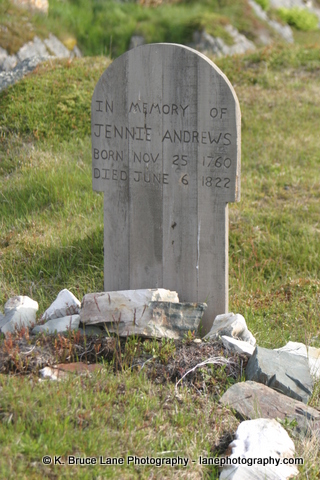 IN MEMORY OF
JENNIE ANDREWS
BORN NOV 25 1760
DIED JUNE 6 1822
© K. Bruce Lane Photography - lanephotography.com